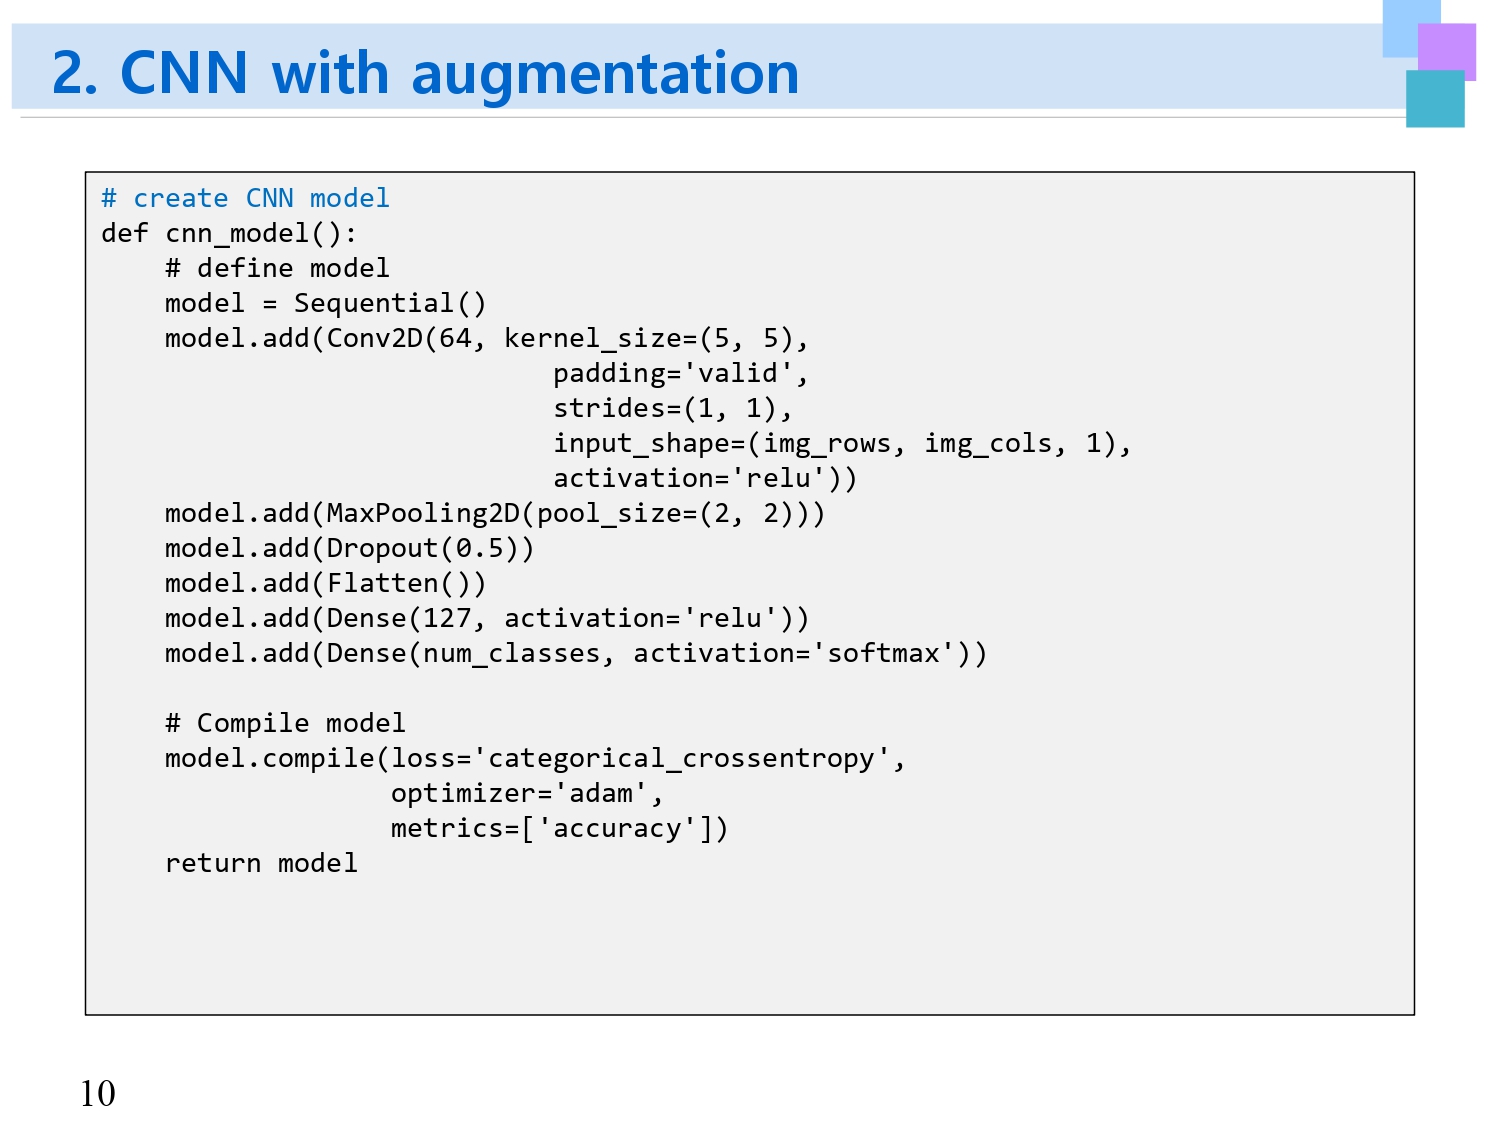 2. CNN with augmentation
# create CNN model
def cnn_model():
    # define model
    model = Sequential()
    model.add(Conv2D(64, kernel_size=(5, 5),
                            padding='valid',
                            strides=(1, 1),
                            input_shape=(img_rows, img_cols, 1),
                            activation='relu'))
    model.add(MaxPooling2D(pool_size=(2, 2)))
    model.add(Dropout(0.5))
    model.add(Flatten())
    model.add(Dense(127, activation='relu'))
    model.add(Dense(num_classes, activation='softmax'))

    # Compile model
    model.compile(loss='categorical_crossentropy',
                  optimizer='adam',
                  metrics=['accuracy'])
    return model
10